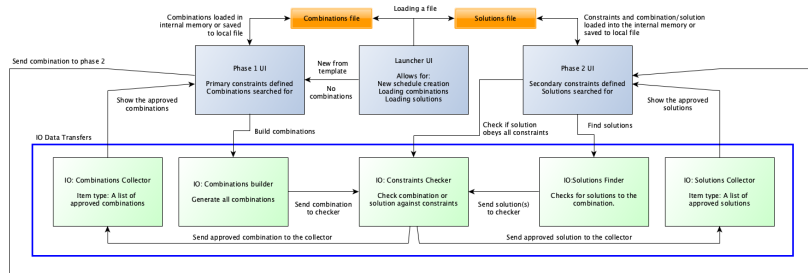 Loading a file
Combinations loaded in
internal memory or saved
to local file
Combinations file
Solutions file
Constraints and combination/solution
loaded into the internal memory or
saved to local file
Send combination to phase 2
Phase 1 UI
Primary constraints defined
Combinations searched for
New from
template
No
combinations
Launcher UI
Allows for:
New schedule creation
Loading combinations
Loading solutions
Phase 2 UI
Secondary constraints defined
Solutions searched for
Show the approved
combinations
Show the approved
solutions
Build combinations
Check if solution
obeys all constraints
Find solutions
IO Data Transfers
IO: Combinations Collector
Item type: A list of
approved combinations
IO: Combinations builder
Generate all combinations
Send combination
to checker
IO: Constraints Checker
Check combination or
solution against constraints
Send solution(s)
to checker
IO:Solutions Finder
Checks for solutions to the
combination.
IO: Solutions Collector
Item type: A list of
approved solutions
Send approved combination to the collector
Send approved solution to the collector